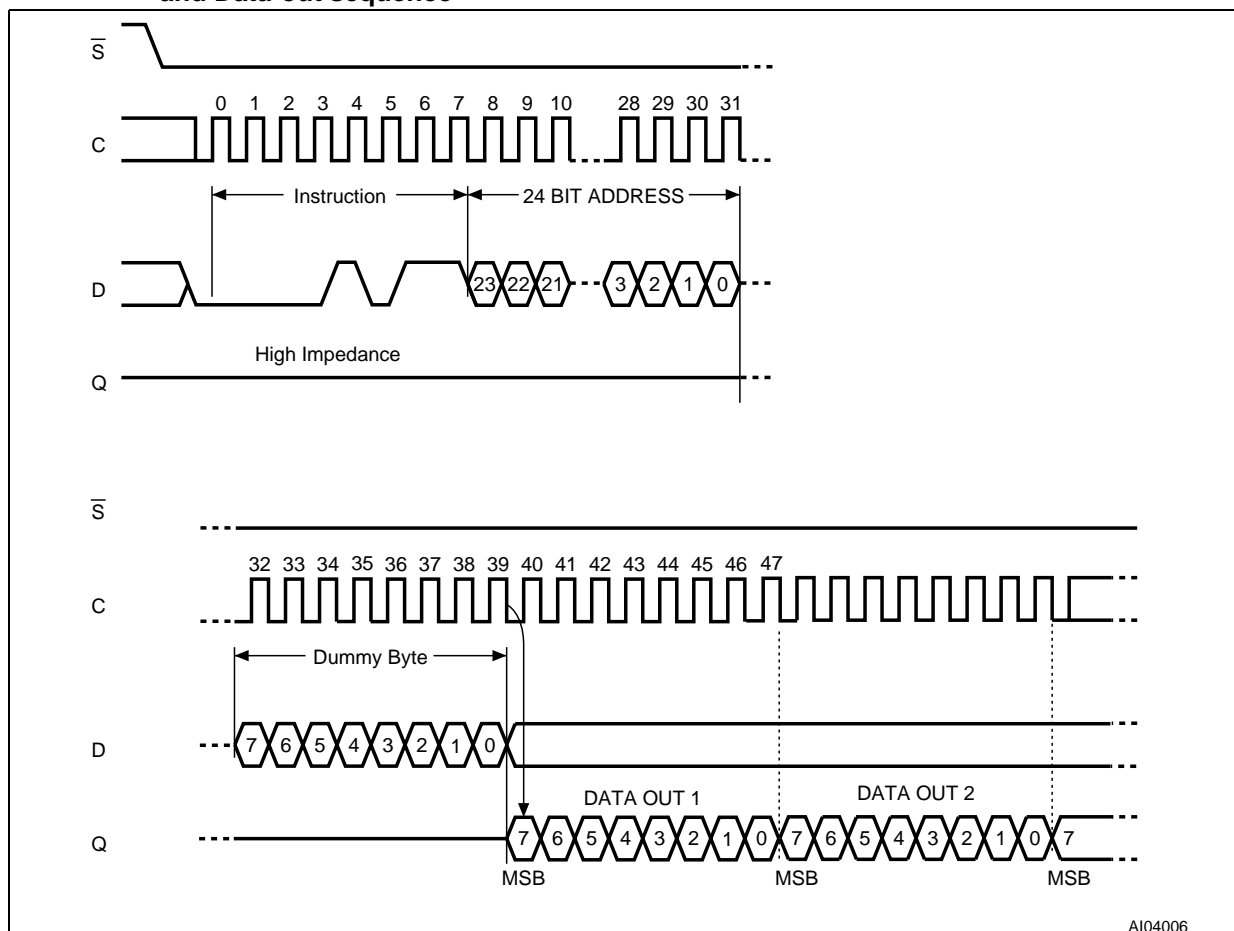 and Data-out sequence
S
0 1 2 3 4 5 6 7 8 9 10 28 29 30 31
C
Instruction 24 BIT ADDRESS
D 23 22 21 3 2 1 0
High Impedance
Q
S
32 33 34 35 36 37 38 39 40 41 42 43 44 45 46 47
C
Dummy Byte
D 7 6 5 4 3 2 1 0
DATA OUT 1 DATA OUT 2
Q 7 6 5 4 3 2 1 0 7 6 5 4 3 2 1 0 7
MSB MSB MSB
AI04006